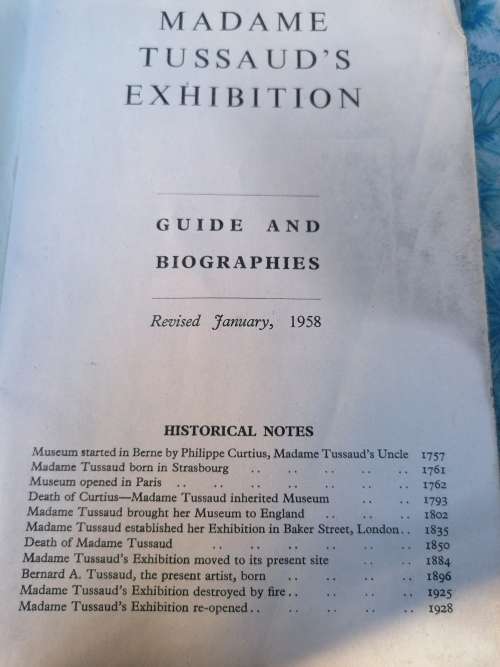 MADAME
TUSSAUD'S
EXHIBITION
GUIDE AND
BIOGRAPHIES
Revised January, 1958
HISTORICAL NOTES
Museum started in Berne by Philippe Curtius, Madame Tussaud's Uncle 1757
Madame Tussaud born in Strasbourg .. .. .. .. .. 1761
Museum opened in Paris .. .. .. .. .. .. 1762
Death of Curtius—Madame Tussaud inherited Museum .. .. 1793
Madame Tussaud brought her Museum to England .. .. .. 1802
Madame Tussaud established her Exhibition in Baker Street, London .. 1835
Death of Madame Tussaud .. .. .. .. .. .. 1850
Madame Tussaud's Exhibition moved to its present site .. .. 1884
Bernard A. Tussaud, the present artist, born .. .. .. .. 1896
Madame Tussaud's Exhibition destroyed by fire .. .. .. .. 1925
Madame Tussaud's Exhibition re-opened .. .. .. .. .. 1928